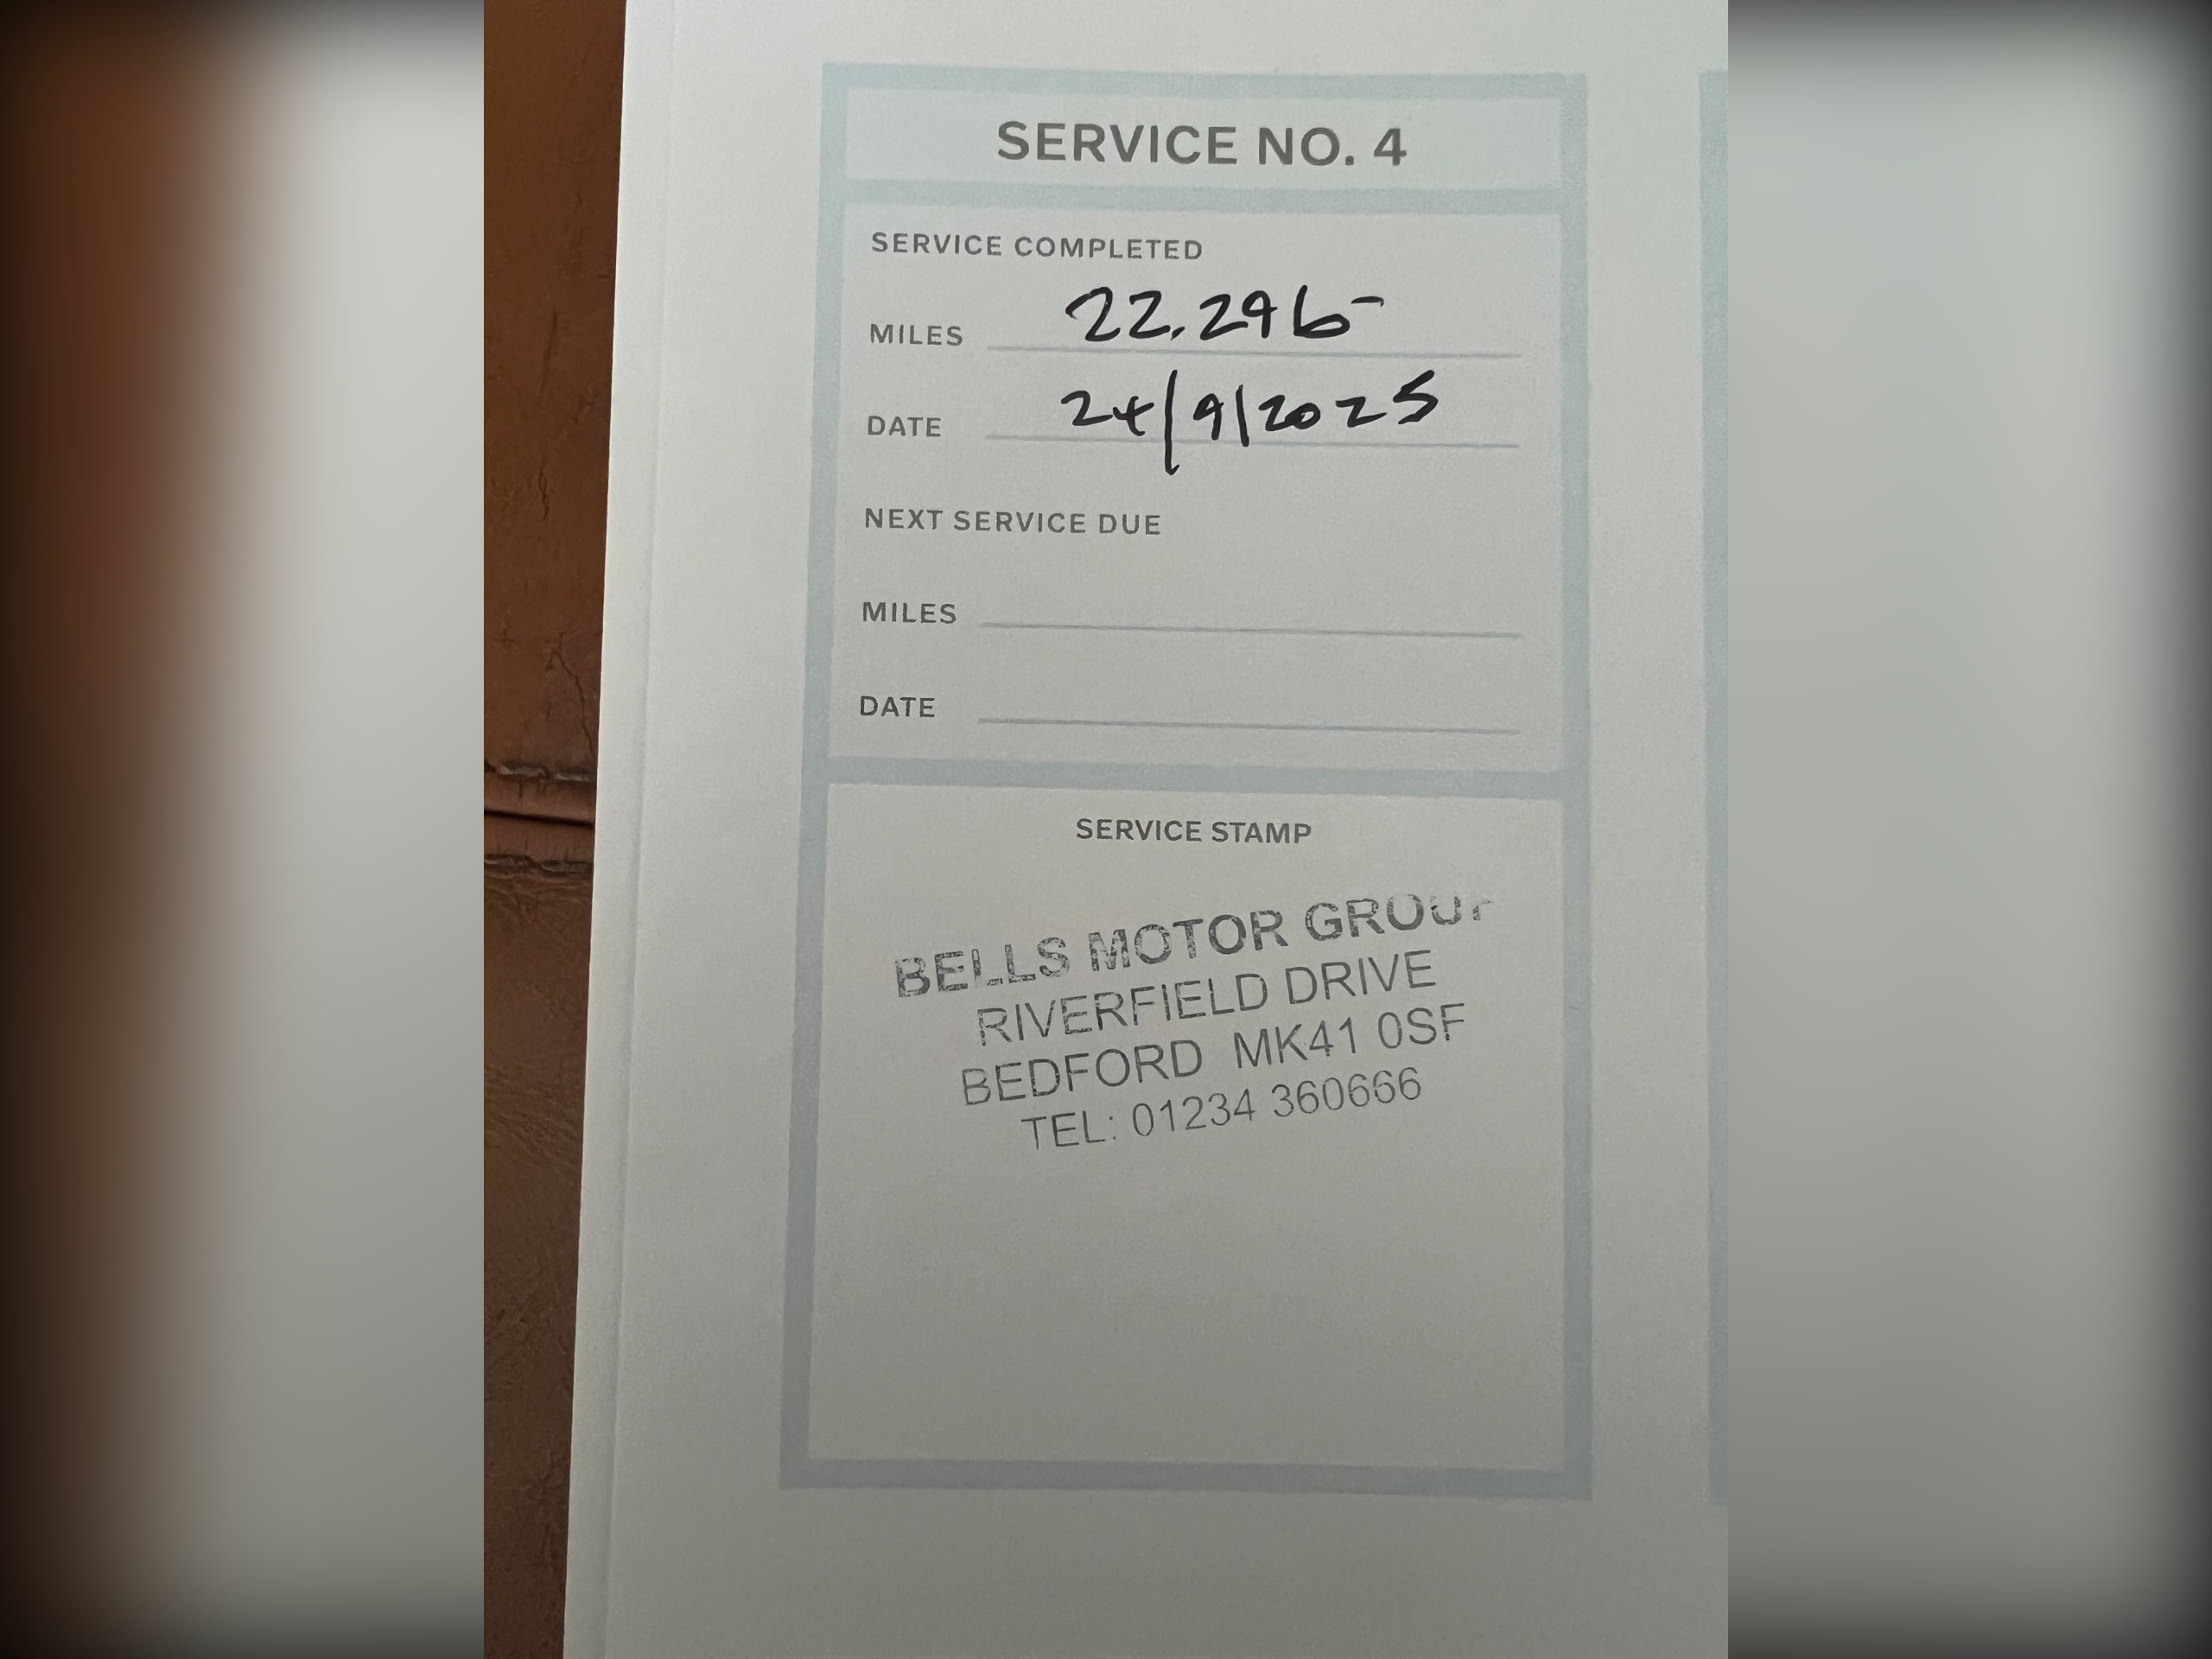 SERVICE NO. 4
SERVICE COMPLETED
MILES 22,296-
DATE 24/9/2025
NEXT SERVICE DUE
MILES
DATE
SERVICE STAMP
BELLS MOTOR GROUP
RIVERFIELD DRIVE
BEDFORD MK41 0SF
TEL: 01234 360666